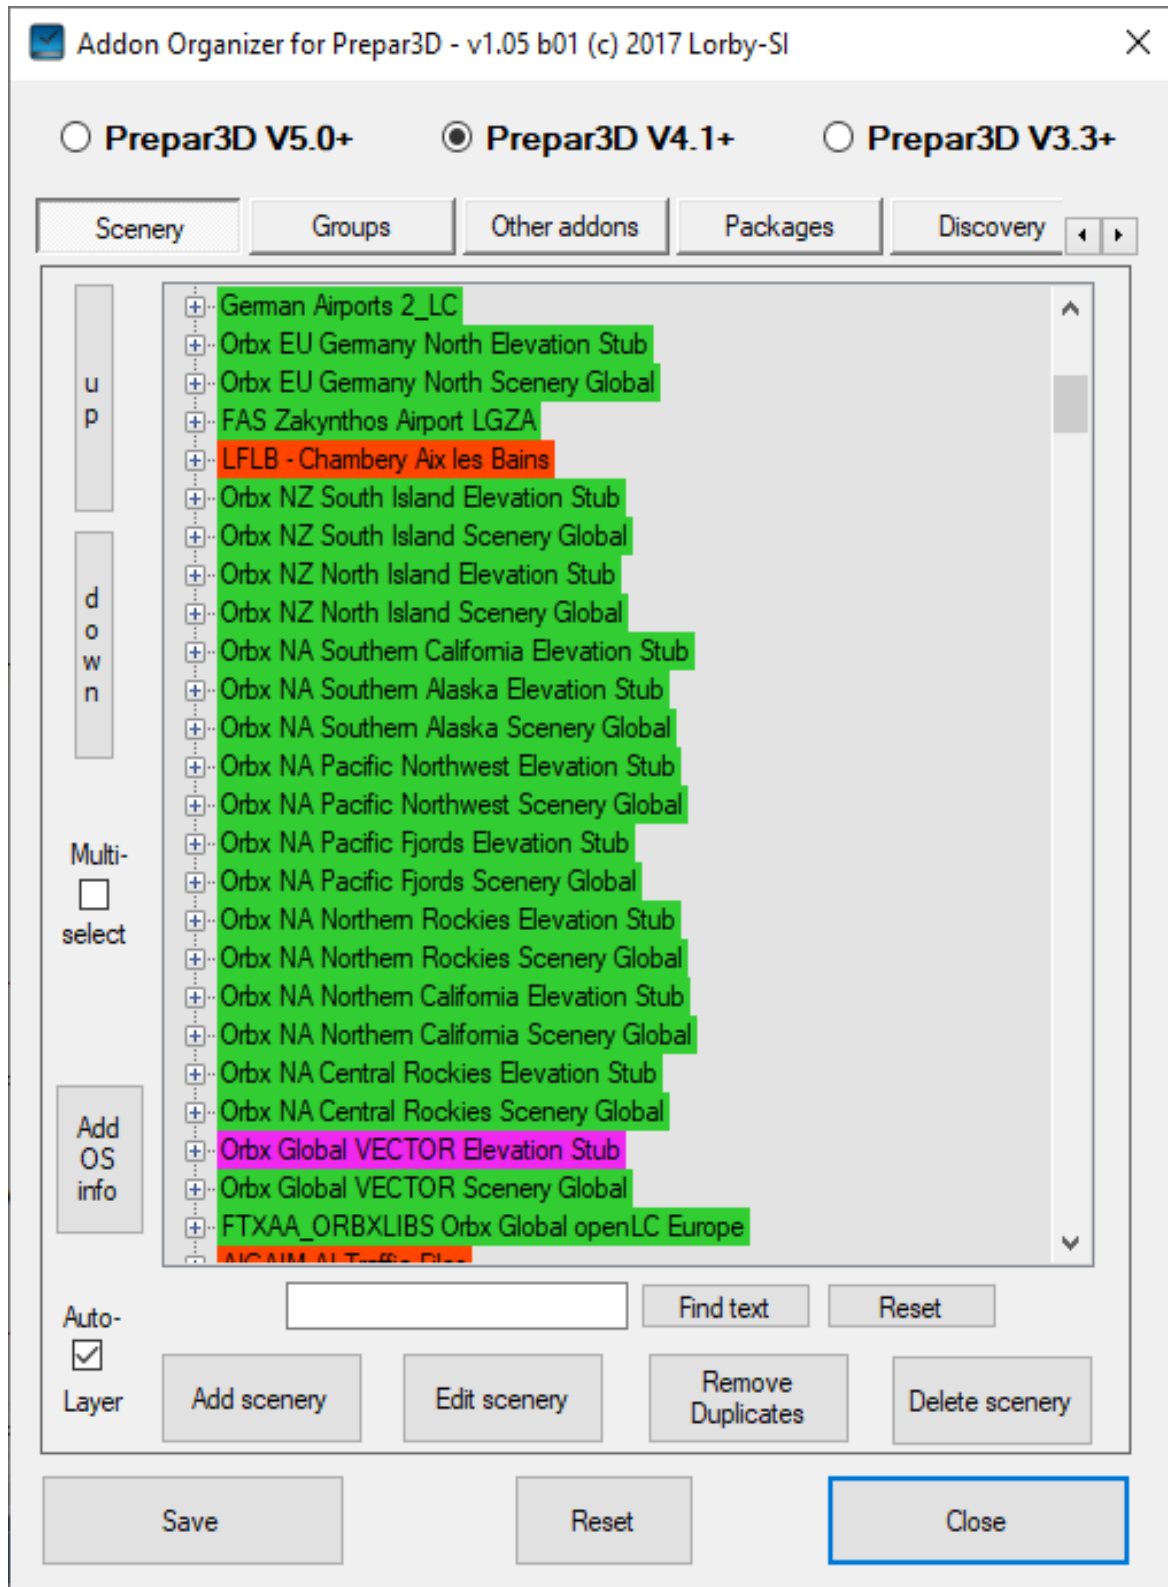 Addon Organizer for Prepar3D - v1.05 b01 (c) 2017 Lorby-SI
Prepar3D V5.0+
Prepar3D V4.1+
Prepar3D V3.3+
Scenery
Groups
Other addons
Packages
Discovery
up
down
Multi-
select
Add
OS
info
Auto-
Layer
German Airports 2_LC
Orbx EU Germany North Elevation Stub
Orbx EU Germany North Scenery Global
FAS Zakynthos Airport LGZA
LFLB - Chambery Aix les Bains
Orbx NZ South Island Elevation Stub
Orbx NZ South Island Scenery Global
Orbx NZ North Island Elevation Stub
Orbx NZ North Island Scenery Global
Orbx NA Southern California Elevation Stub
Orbx NA Southern Alaska Elevation Stub
Orbx NA Southern Alaska Scenery Global
Orbx NA Pacific Northwest Elevation Stub
Orbx NA Pacific Northwest Scenery Global
Orbx NA Pacific Fjords Elevation Stub
Orbx NA Pacific Fjords Scenery Global
Orbx NA Northern Rockies Elevation Stub
Orbx NA Northern Rockies Scenery Global
Orbx NA Northern California Elevation Stub
Orbx NA Northern California Scenery Global
Orbx NA Central Rockies Elevation Stub
Orbx NA Central Rockies Scenery Global
Orbx Global VECTOR Elevation Stub
Orbx Global VECTOR Scenery Global
FTXAA_ORBXLIBS Orbx Global openLC Europe
AI Traffic Files
Find text
Reset
Add scenery
Edit scenery
Remove
Duplicates
Delete scenery
Save
Reset
Close